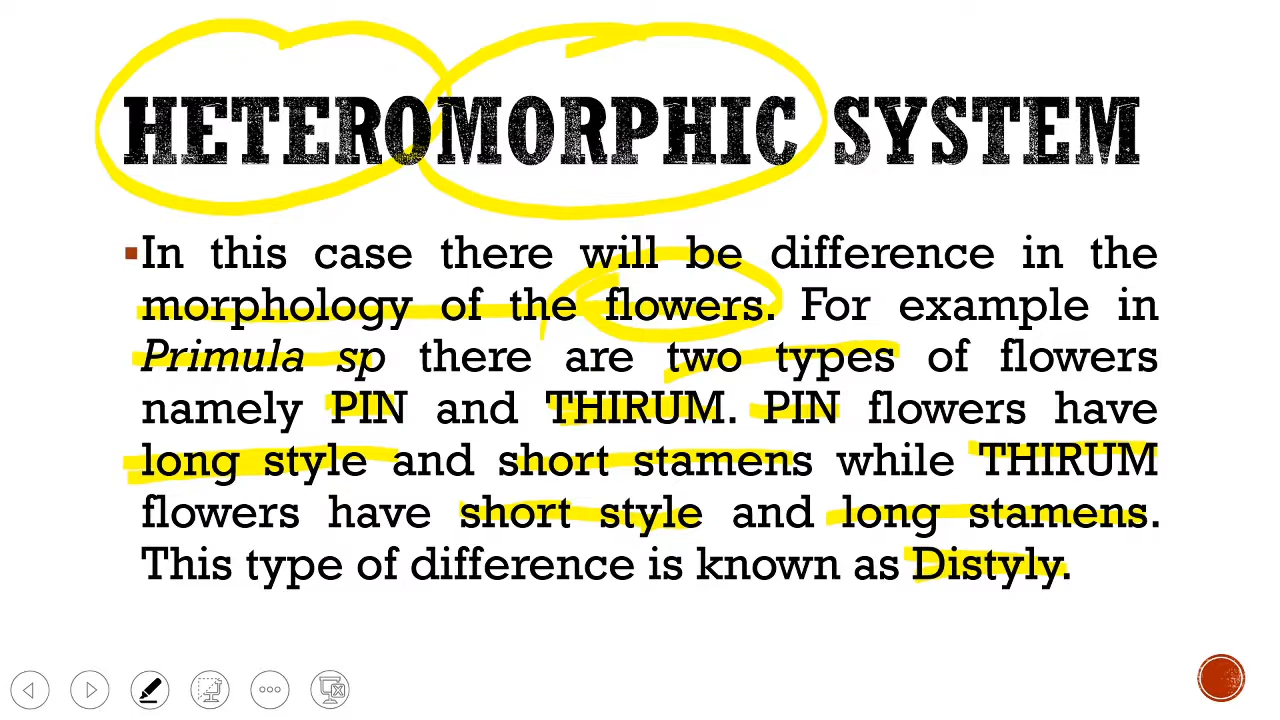 HETEROMORPHIC SYSTEM
In this case there will be difference in the
morphology of the flowers. For example in
Primula sp there are two types of flowers
namely PIN and THIRUM. PIN flowers have
long style and short stamens while THIRUM
flowers have short style and long stamens.
This type of difference is known as Distyly.